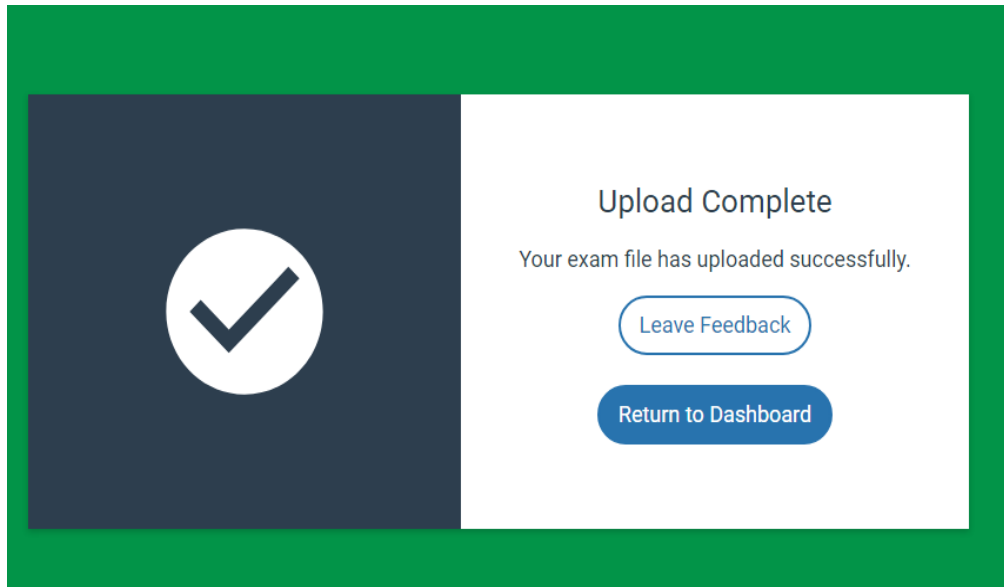 Upload Complete
Your exam file has uploaded successfully.
Leave Feedback
Return to Dashboard